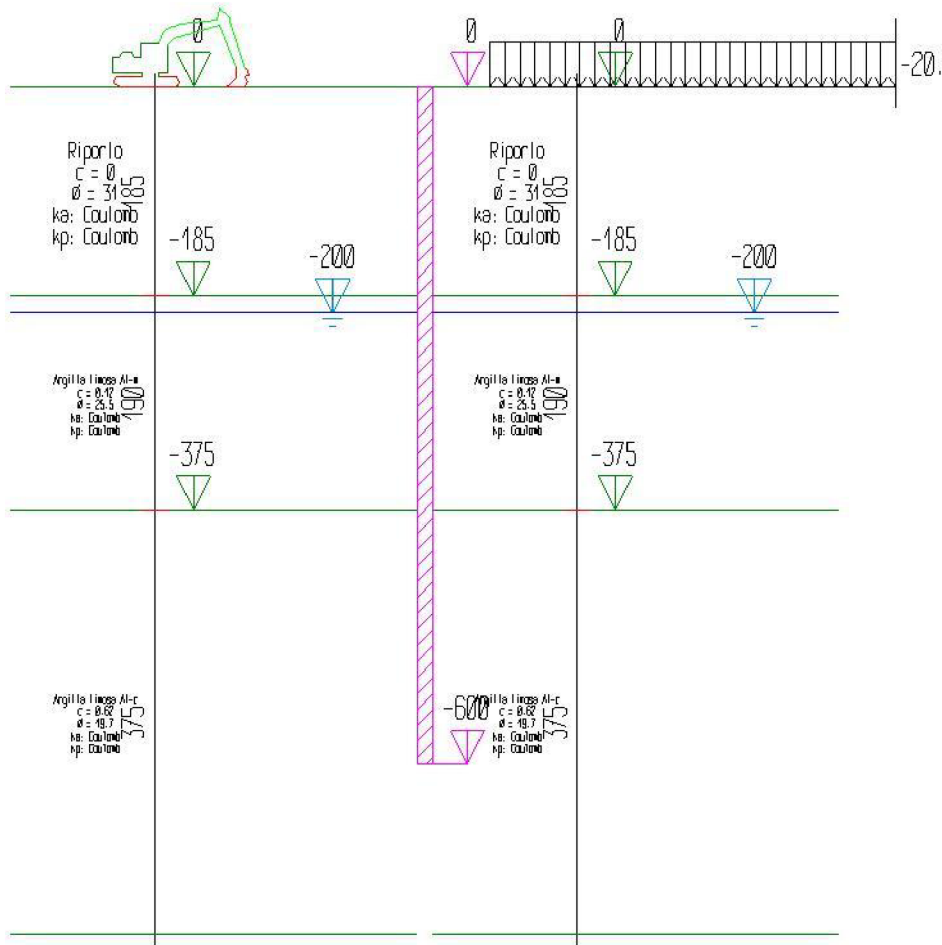 0
0
0
-20.
Riporto
c = 0
ø = 31
ka: Coulomb
kp: Coulomb
185
Riporto
c = 0
ø = 31
ka: Coulomb
kp: Coulomb
185
-185
-200
-185
-200
Argilla limosa Al-m
c = 0.12
ø = 25.5
ka: Coulomb
kp: Coulomb
190
Argilla limosa Al-m
c = 0.12
ø = 25.5
ka: Coulomb
kp: Coulomb
190
-375
-375
Argilla limosa Al-c
c = 0.62
ø = 19.7
ka: Coulomb
kp: Coulomb
375
-600
Argilla limosa Al-c
c = 0.62
ø = 19.7
ka: Coulomb
kp: Coulomb
375